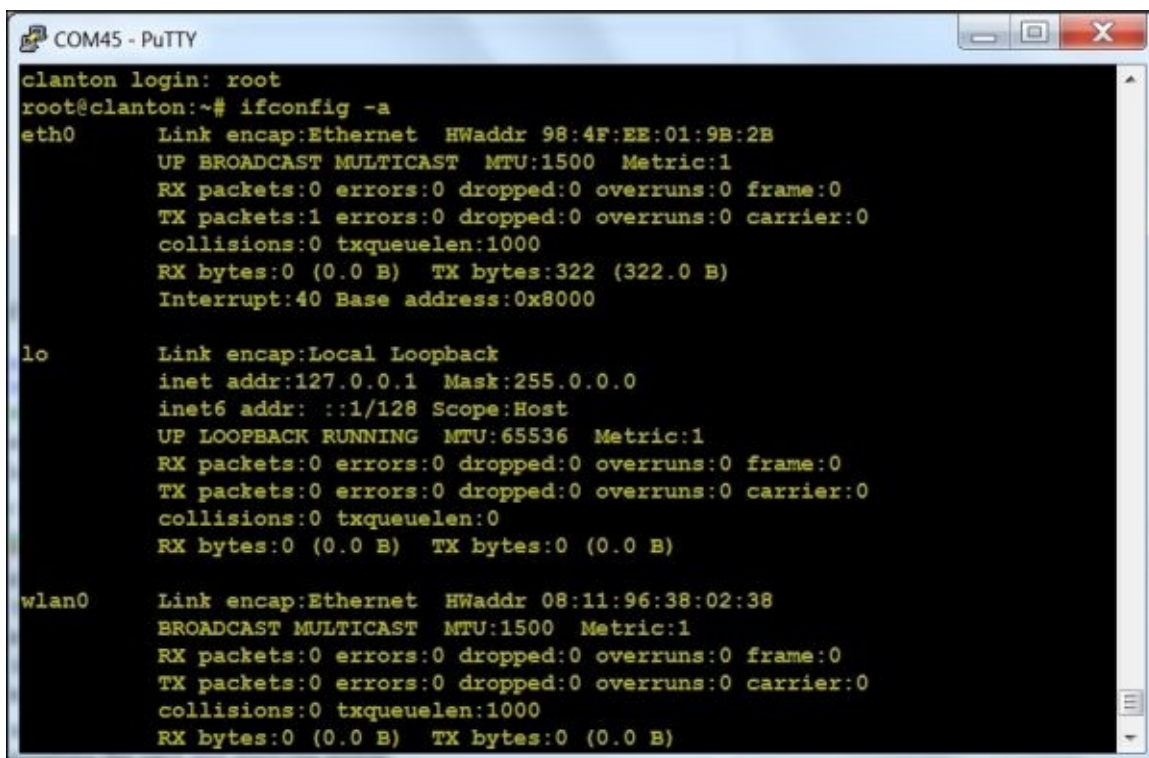 COM45 - PuTTY
clanton login: root
root@clanton:~# ifconfig -a
eth0      Link encap:Ethernet  HWaddr 98:4F:EE:01:9B:2B
          UP BROADCAST MULTICAST  MTU:1500  Metric:1
          RX packets:0 errors:0 dropped:0 overruns:0 frame:0
          TX packets:1 errors:0 dropped:0 overruns:0 carrier:0
          collisions:0 txqueuelen:1000
          RX bytes:0 (0.0 B)  TX bytes:322 (322.0 B)
          Interrupt:40 Base address:0x8000
lo        Link encap:Local Loopback
          inet addr:127.0.0.1  Mask:255.0.0.0
          inet6 addr: ::1/128 Scope:Host
          UP LOOPBACK RUNNING  MTU:65536  Metric:1
          RX packets:0 errors:0 dropped:0 overruns:0 frame:0
          TX packets:0 errors:0 dropped:0 overruns:0 carrier:0
          collisions:0 txqueuelen:0
          RX bytes:0 (0.0 B)  TX bytes:0 (0.0 B)
wlan0     Link encap:Ethernet  HWaddr 08:11:96:38:02:38
          BROADCAST MULTICAST  MTU:1500  Metric:1
          RX packets:0 errors:0 dropped:0 overruns:0 frame:0
          TX packets:0 errors:0 dropped:0 overruns:0 carrier:0
          collisions:0 txqueuelen:1000
          RX bytes:0 (0.0 B)  TX bytes:0 (0.0 B)